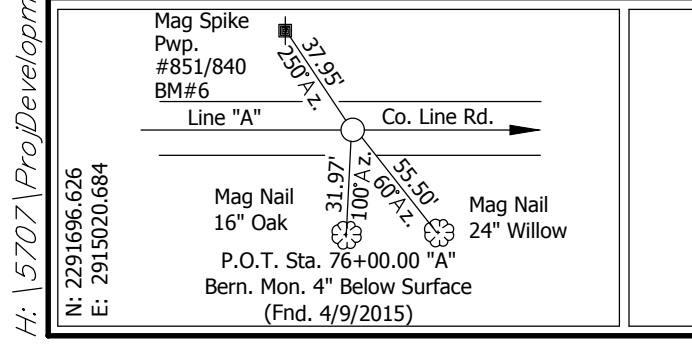 Mag Spike
Pwp.
#851/840
BM#6
37.95'
250°Az.
Line "A"
Co. Line Rd.
31.97'
100°Az.
55.50'
60°Az.
Mag Nail
16" Oak
Mag Nail
24" Willow
P.O.T. Sta. 76+00.00 "A"
Bern. Mon. 4" Below Surface
(Fnd. 4/9/2015)
N: 2291696.626
E: 2915020.684
H: \5707\ProjDevelopm